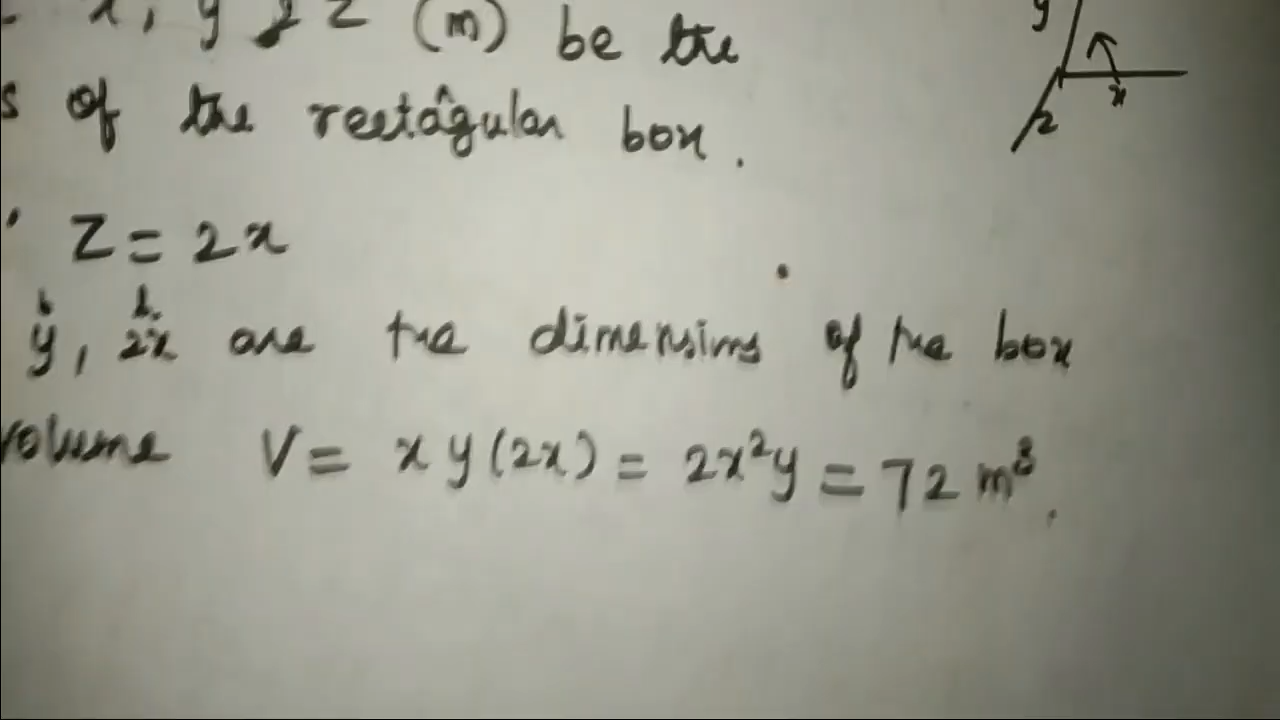 x, y & z (m) be the
s of the rectagular box.
z = 2x
b h.
y, 2x are the dimensions of the box
volume V = xy(2x) = 2x²y = 72 m³.
y
x
z